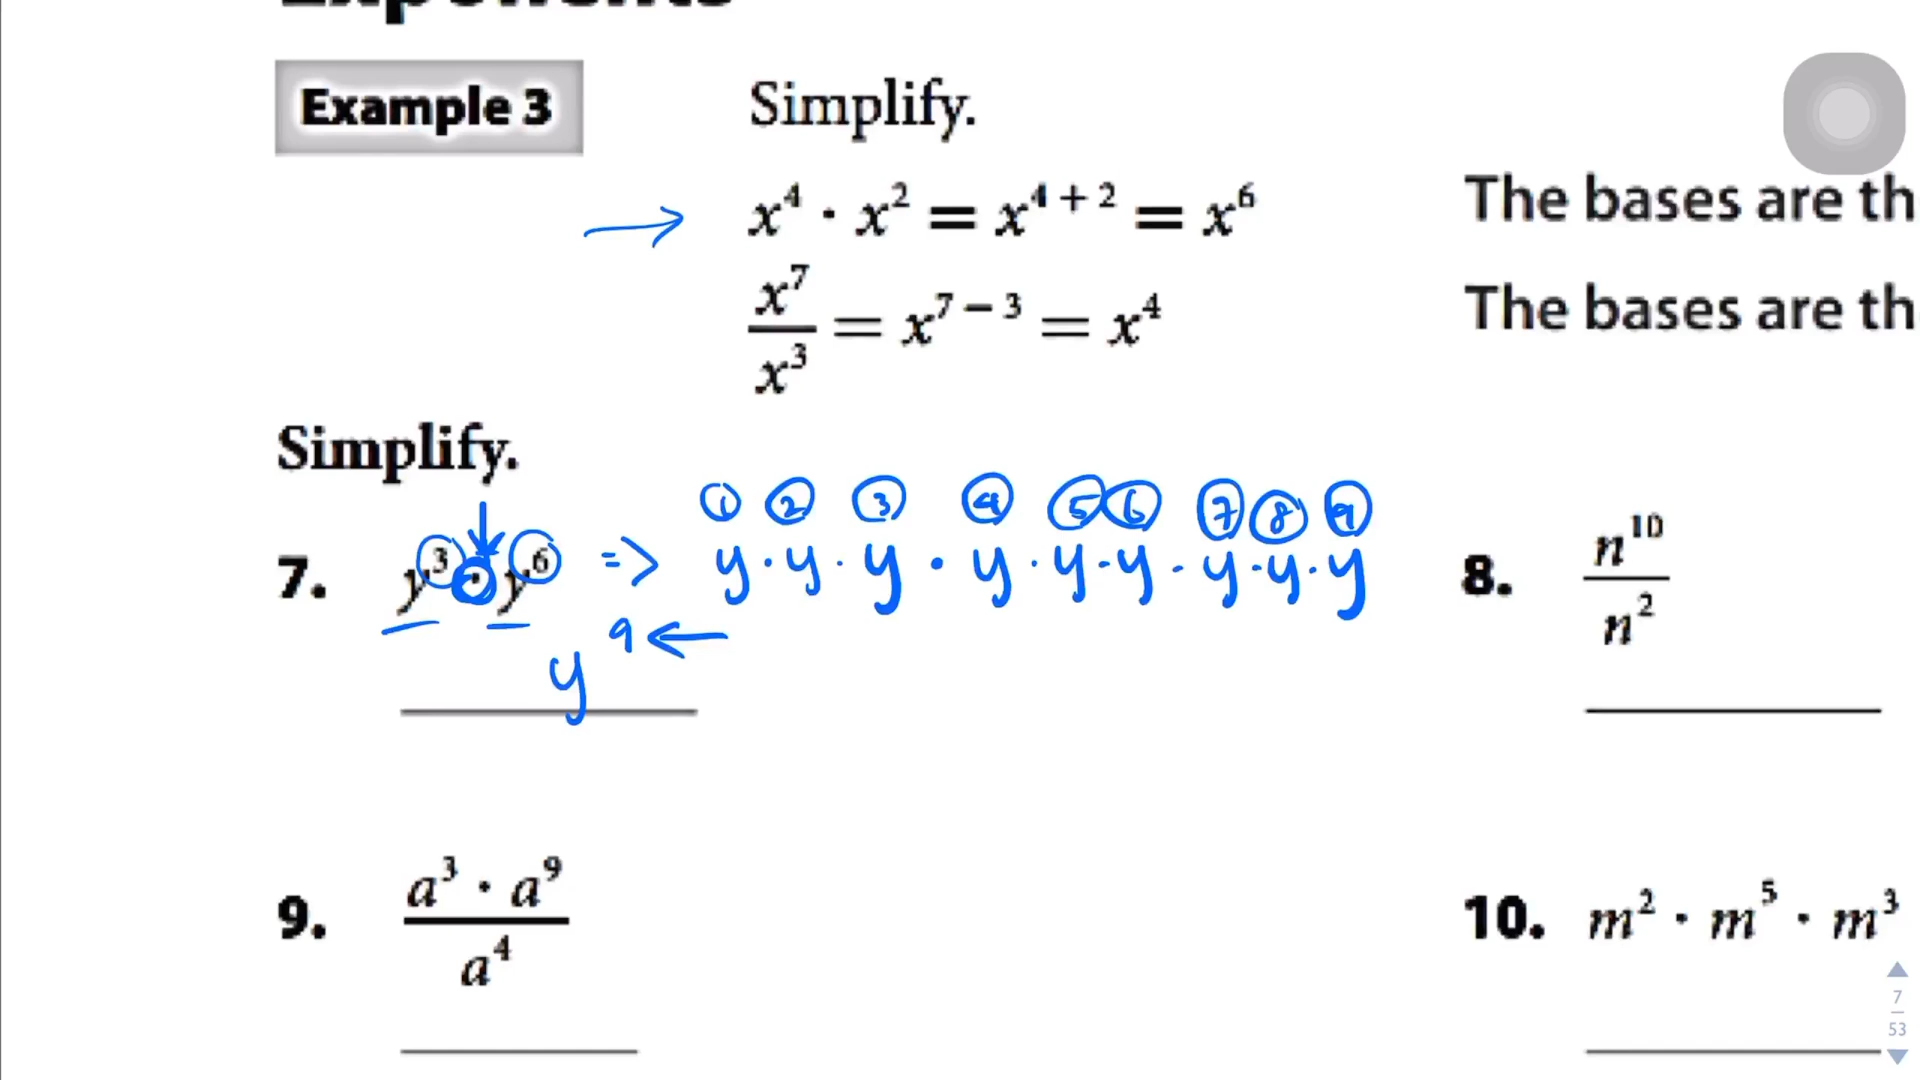 Exponents
Example 3
Simplify.
x⁴ · x² = x⁴⁺² = x⁶
The bases are th
x⁷/x³ = x⁷⁻³ = x⁴
The bases are th
Simplify.
① ② ③ ④ ⑤ ⑥ ⑦ ⑧ ⑨
7. y³ · y⁶ => y · y · y · y · y · y · y · y · y
y⁹ ←
8. n¹⁰/n²
9. a³ · a⁹/a⁴
10. m² · m⁵ · m³
7
53